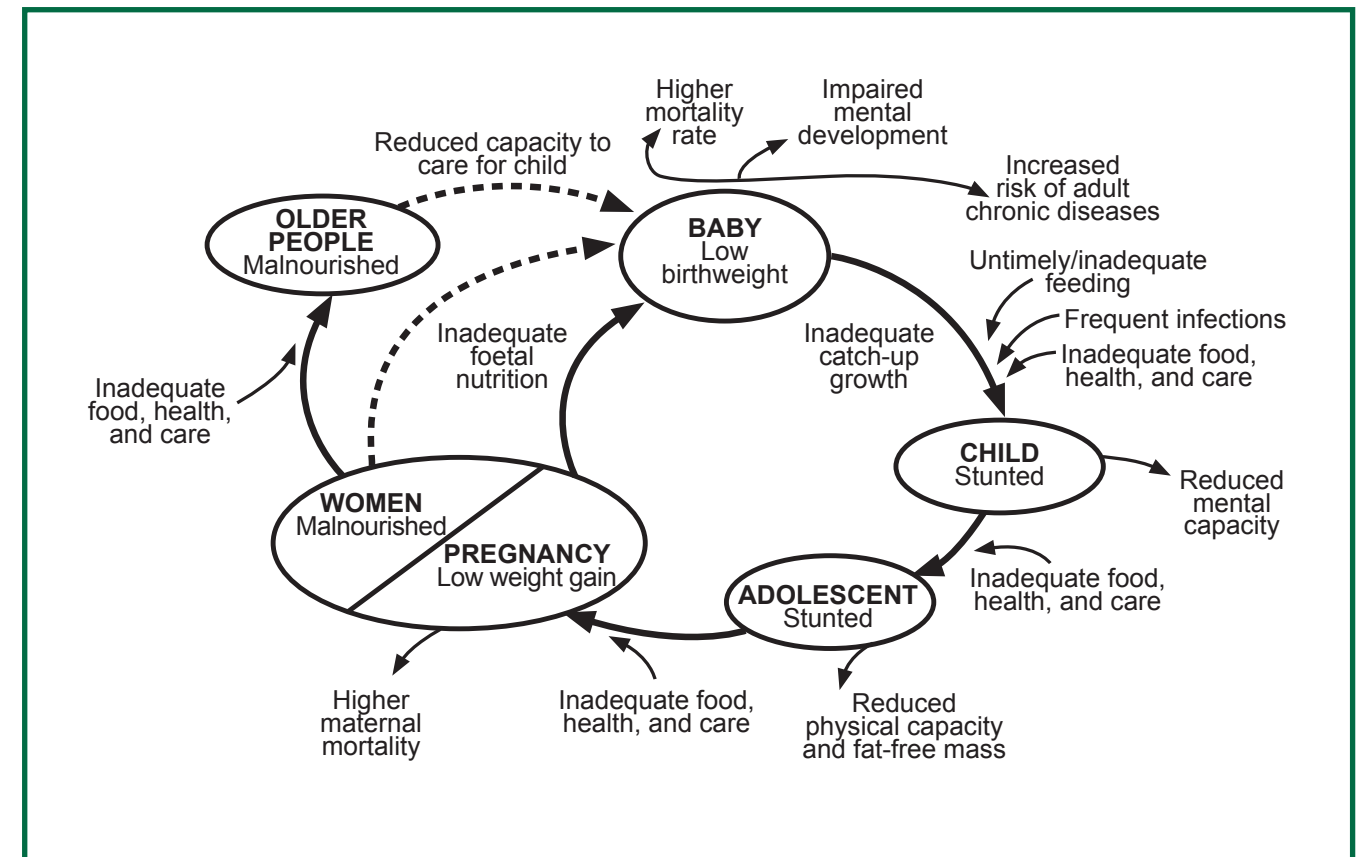 Higher
mortality
rate
Impaired
mental
development
Reduced capacity to
care for child
Increased
risk of adult
chronic diseases
OLDER
PEOPLE
Malnourished
BABY
Low
birthweight
Untimely/inadequate
feeding
Frequent infections
Inadequate food,
health, and care
Inadequate
foetal
nutrition
Inadequate
catch-up
growth
Inadequate
food, health,
and care
CHILD
Stunted
Reduced
mental
capacity
WOMEN
Malnourished
PREGNANCY
Low weight gain
ADOLESCENT
Stunted
Inadequate food,
health, and care
Higher
maternal
mortality
Inadequate food,
health, and care
Reduced
physical capacity
and fat-free mass